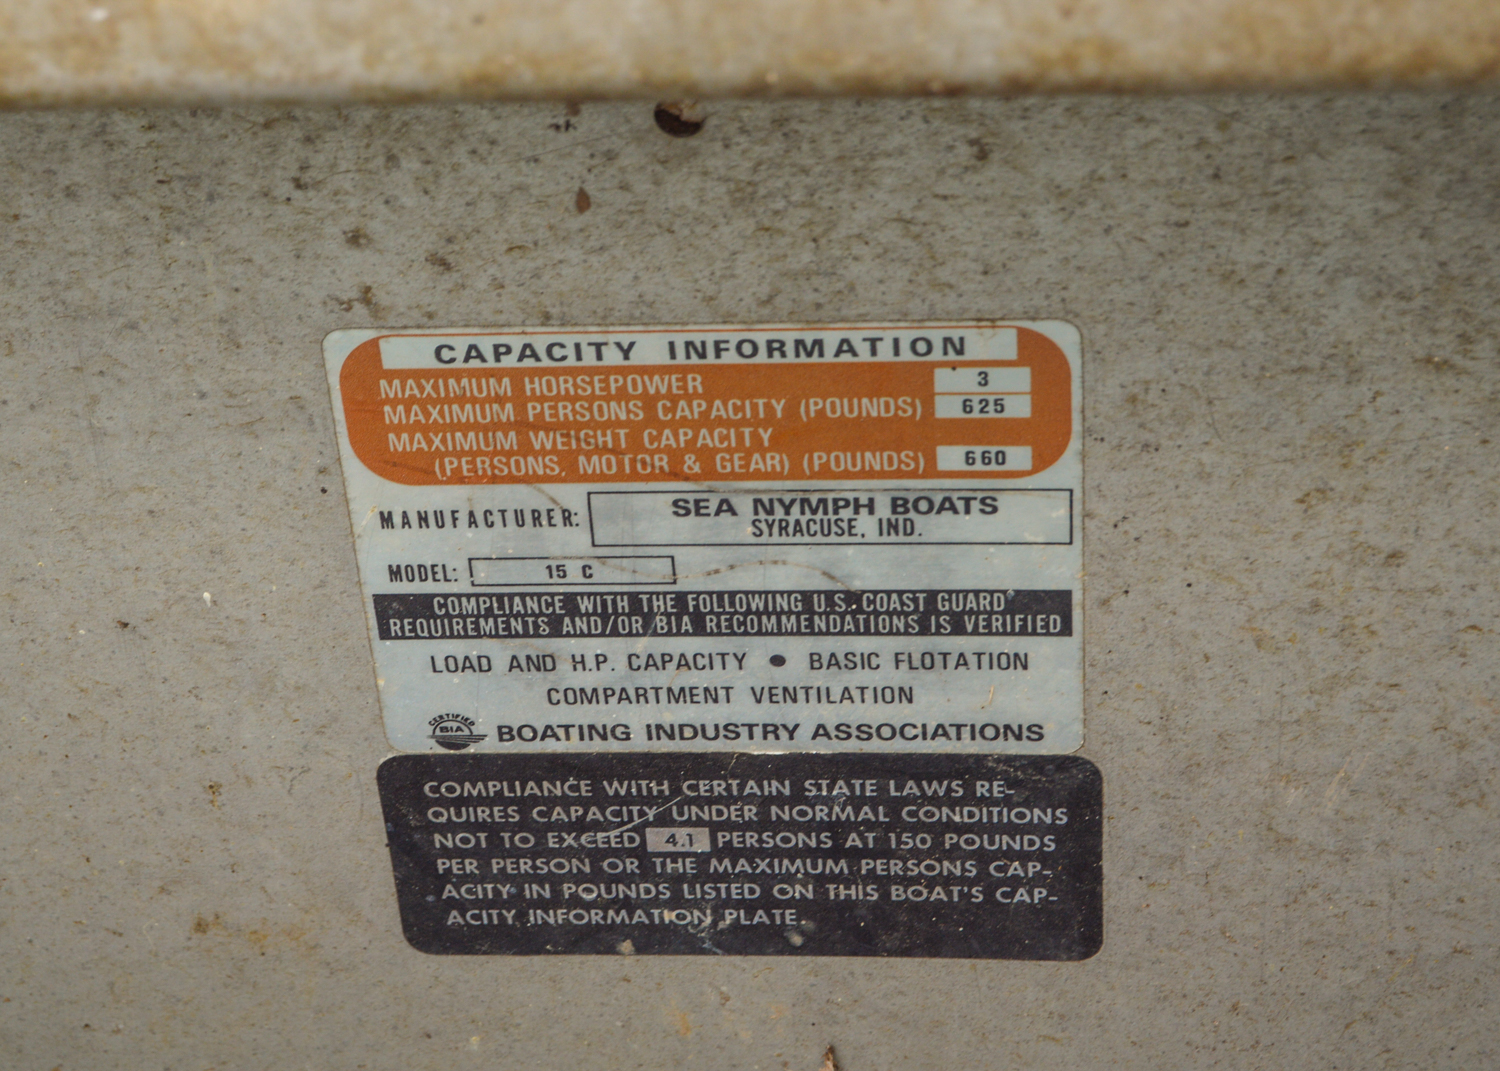 CAPACITY INFORMATION
MAXIMUM HORSEPOWER 3
MAXIMUM PERSONS CAPACITY (POUNDS) 625
MAXIMUM WEIGHT CAPACITY
(PERSONS, MOTOR & GEAR) (POUNDS) 660
MANUFACTURER: SEA NYMPH BOATS
SYRACUSE, IND.
MODEL: 15 C
COMPLIANCE WITH THE FOLLOWING U.S. COAST GUARD
REQUIREMENTS AND/OR BIA RECOMMENDATIONS IS VERIFIED
LOAD AND H.P. CAPACITY ● BASIC FLOTATION
COMPARTMENT VENTILATION
CERTIFIED
BIA BOATING INDUSTRY ASSOCIATIONS
COMPLIANCE WITH CERTAIN STATE LAWS RE-
QUIRES CAPACITY UNDER NORMAL CONDITIONS
NOT TO EXCEED 4.1 PERSONS AT 150 POUNDS
PER PERSON OR THE MAXIMUM PERSONS CAP-
ACITY IN POUNDS LISTED ON THIS BOAT'S CAP-
ACITY INFORMATION PLATE.